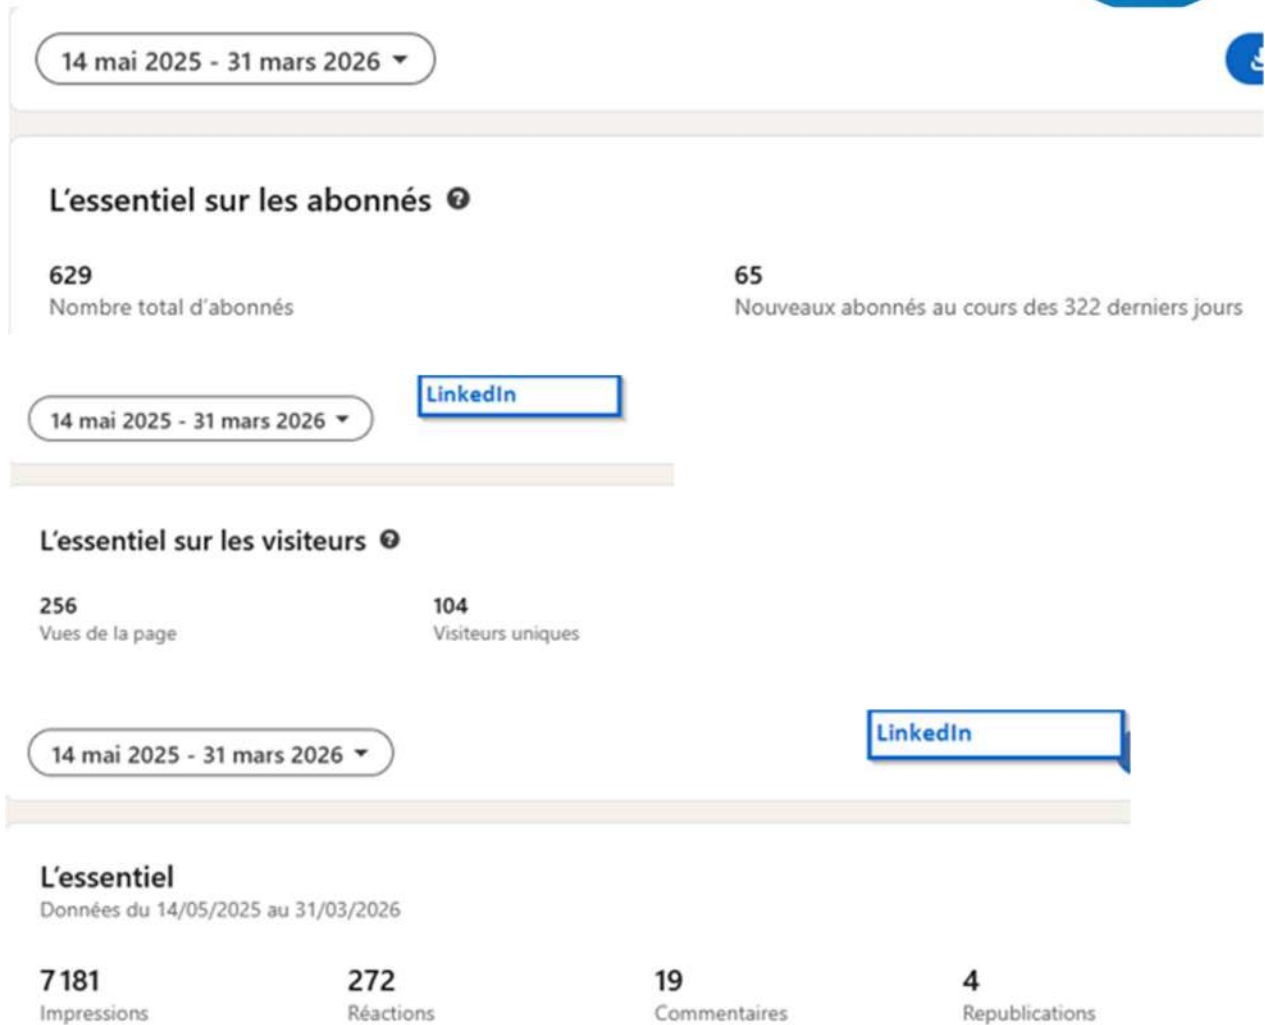 14 mai 2025 - 31 mars 2026
L'essentiel sur les abonnés
629
65
Nombre total d'abonnés
Nouveaux abonnés au cours des 322 derniers jours
LinkedIn
14 mai 2025 - 31 mars 2026
L'essentiel sur les visiteurs
256
104
Vues de la page
Visiteurs uniques
LinkedIn
14 mai 2025 - 31 mars 2026
L'essentiel
Données du 14/05/2025 au 31/03/2026
7 181
272
19
4
Impressions
Réactions
Commentaires
Republications